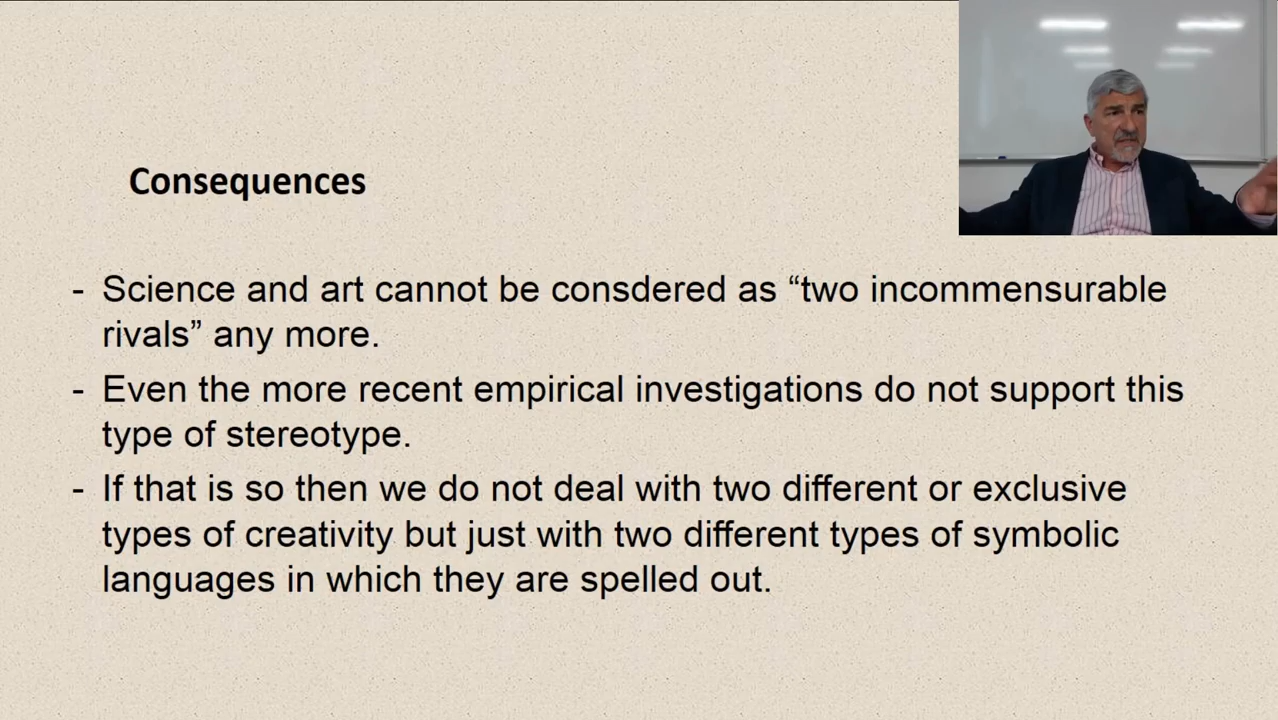 Consequences
- Science and art cannot be consdered as “two incommensurable
rivals” any more.
- Even the more recent empirical investigations do not support this
type of stereotype.
- If that is so then we do not deal with two different or exclusive
types of creativity but just with two different types of symbolic
languages in which they are spelled out.